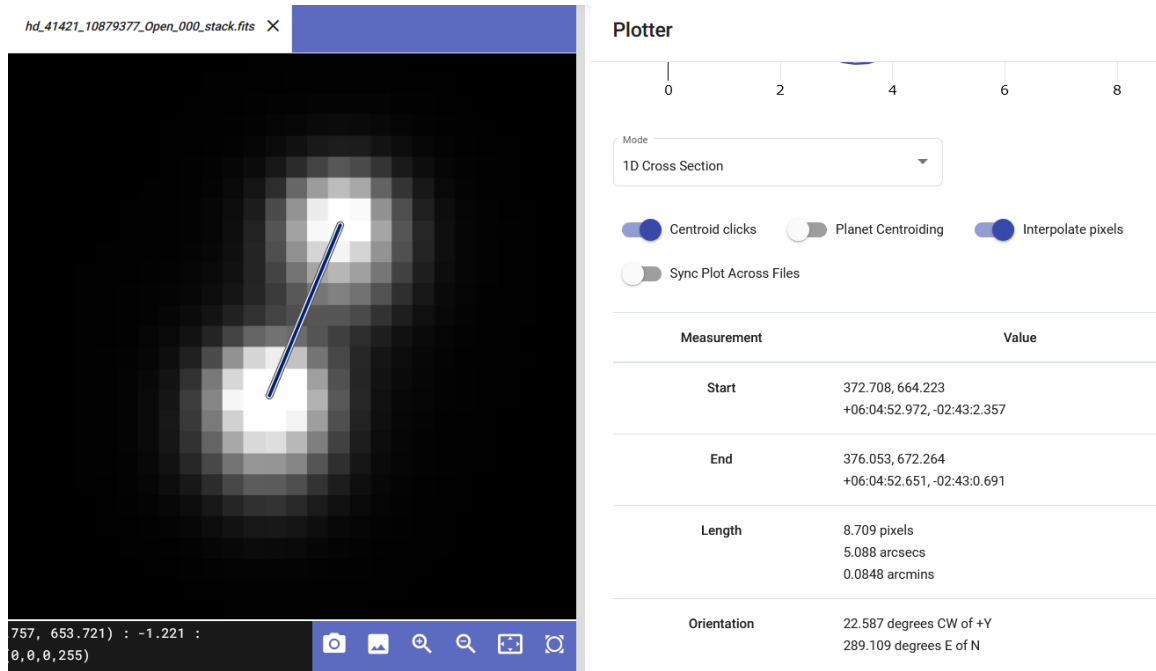 hd_41421_10879377_Open_000_stack.fits
.757, 653.721) : -1.221 :
0,0,0,255)
Plotter
0 2 4 6 8
Mode
1D Cross Section
Centroid clicks Planet Centroiding Interpolate pixels
Sync Plot Across Files
Measurement Value
Start 372.708, 664.223
+06:04:52.972, -02:43:2.357
End 376.053, 672.264
+06:04:52.651, -02:43:0.691
Length 8.709 pixels
5.088 arcsecs
0.0848 arcmins
Orientation 22.587 degrees CW of +Y
289.109 degrees E of N